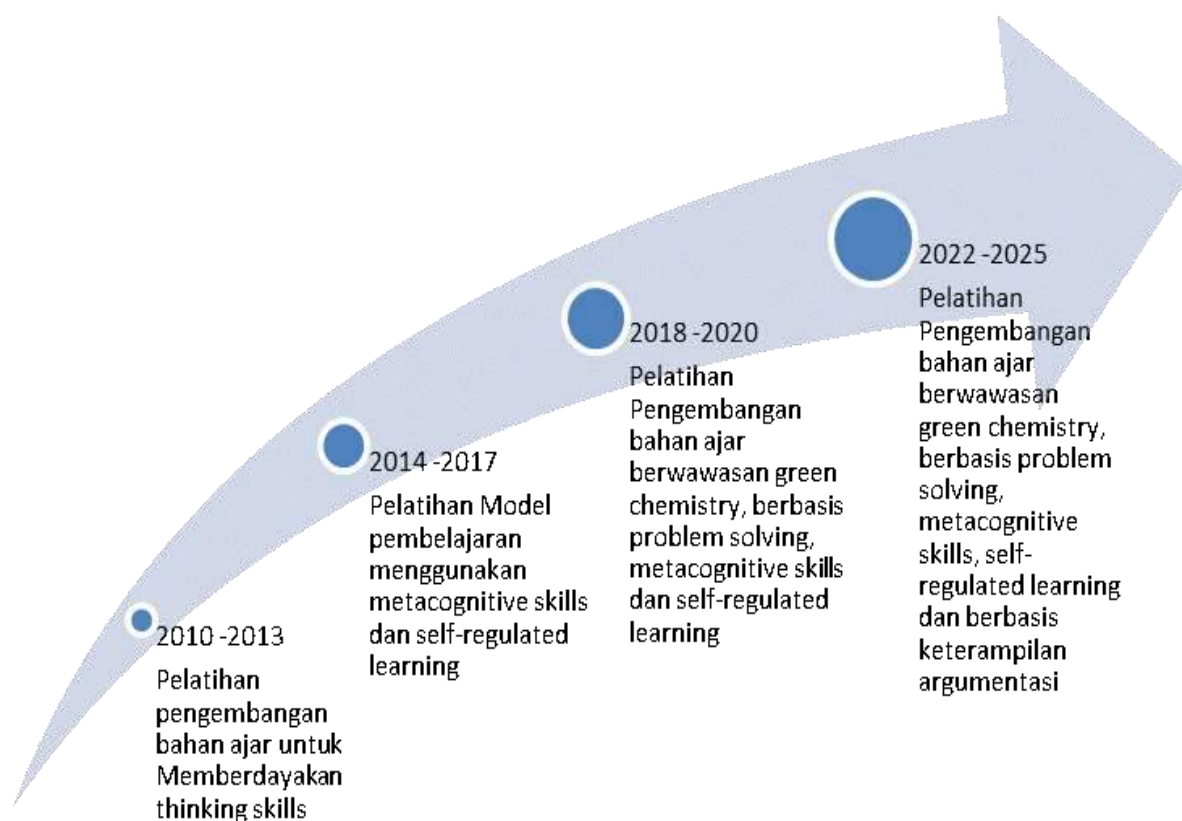 2010 -2013
Pelatihan
pengembangan
bahan ajar untuk
Memberdayakan
thinking skills
2014 -2017
Pelatihan Model
pembelajaran
menggunakan
metacognitive skills
dan self-regulated
learning
2018 -2020
Pelatihan
Pengembangan
bahan ajar
berwawasan green
chemistry, berbasis
problem solving,
metacognitive skills
dan self-regulated
learning
2022 -2025
Pelatihan
Pengembangan
bahan ajar
berwawasan
green chemistry,
berbasis problem
solving,
metacognitive
skills, self-
regulated learning
dan berbasis
keterampilan
argumentasi